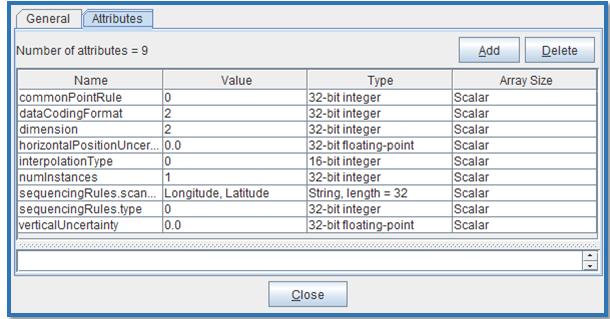 General Attributes
Number of attributes = 9 Add Delete
Name Value Type Array Size
commonPointRule 0 32-bit integer Scalar
dataCodingFormat 2 32-bit integer Scalar
dimension 2 32-bit integer Scalar
horizontalPositionUncer... 0.0 32-bit floating-point Scalar
interpolationType 0 16-bit integer Scalar
numInstances 1 32-bit integer Scalar
sequencingRules.scan... Longitude, Latitude String, length = 32 Scalar
sequencingRules.type 0 32-bit integer Scalar
verticalUncertainty 0.0 32-bit floating-point Scalar
Close